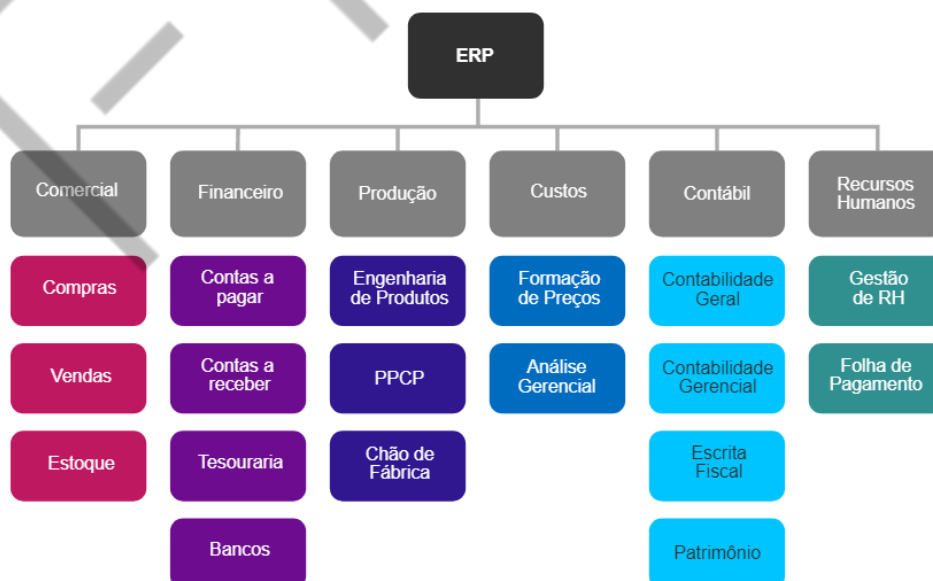 ERP
Comercial
Financeiro
Produção
Custos
Contábil
Recursos
Humanos
Compras
Contas a
pagar
Engenharia
de Produtos
Formação
de Preços
Contabilidade
Geral
Gestão
de RH
Vendas
Contas a
receber
PPCP
Análise
Gerencial
Contabilidade
Gerencial
Folha de
Pagamento
Estoque
Tesouraria
Chão de
Fábrica
Escrita
Fiscal
Bancos
Patrimônio